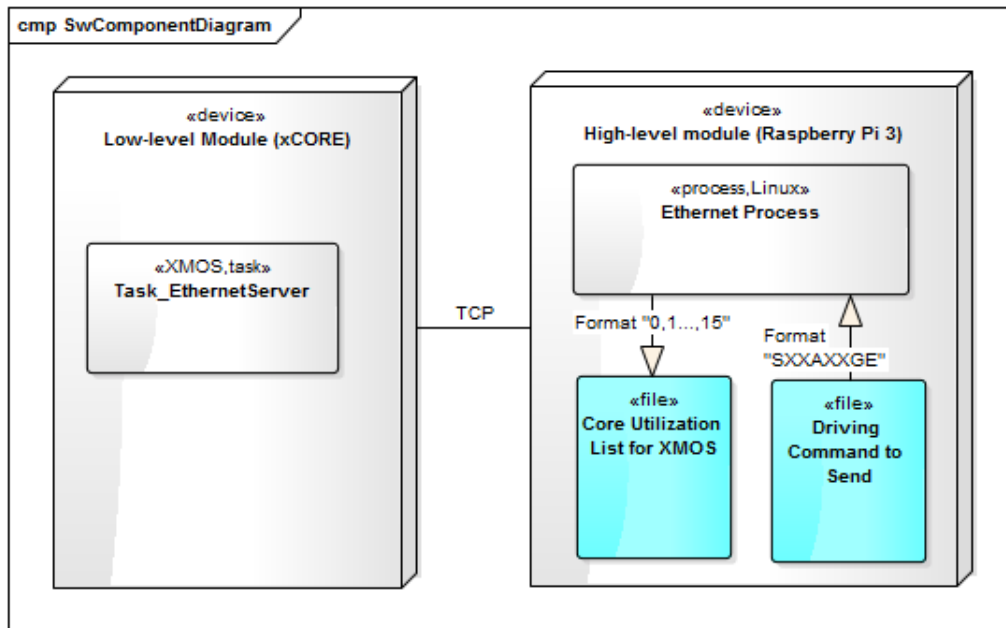 cmp SwComponentDiagram
«device»
Low-level Module (xCORE)
«XMOS,task»
Task_EthernetServer
TCP
«device»
High-level module (Raspberry Pi 3)
«process,Linux»
Ethernet Process
Format "0,1...,15"
Format
"SXXAXXGE"
«file»
Core Utilization
List for XMOS
«file»
Driving
Command to
Send